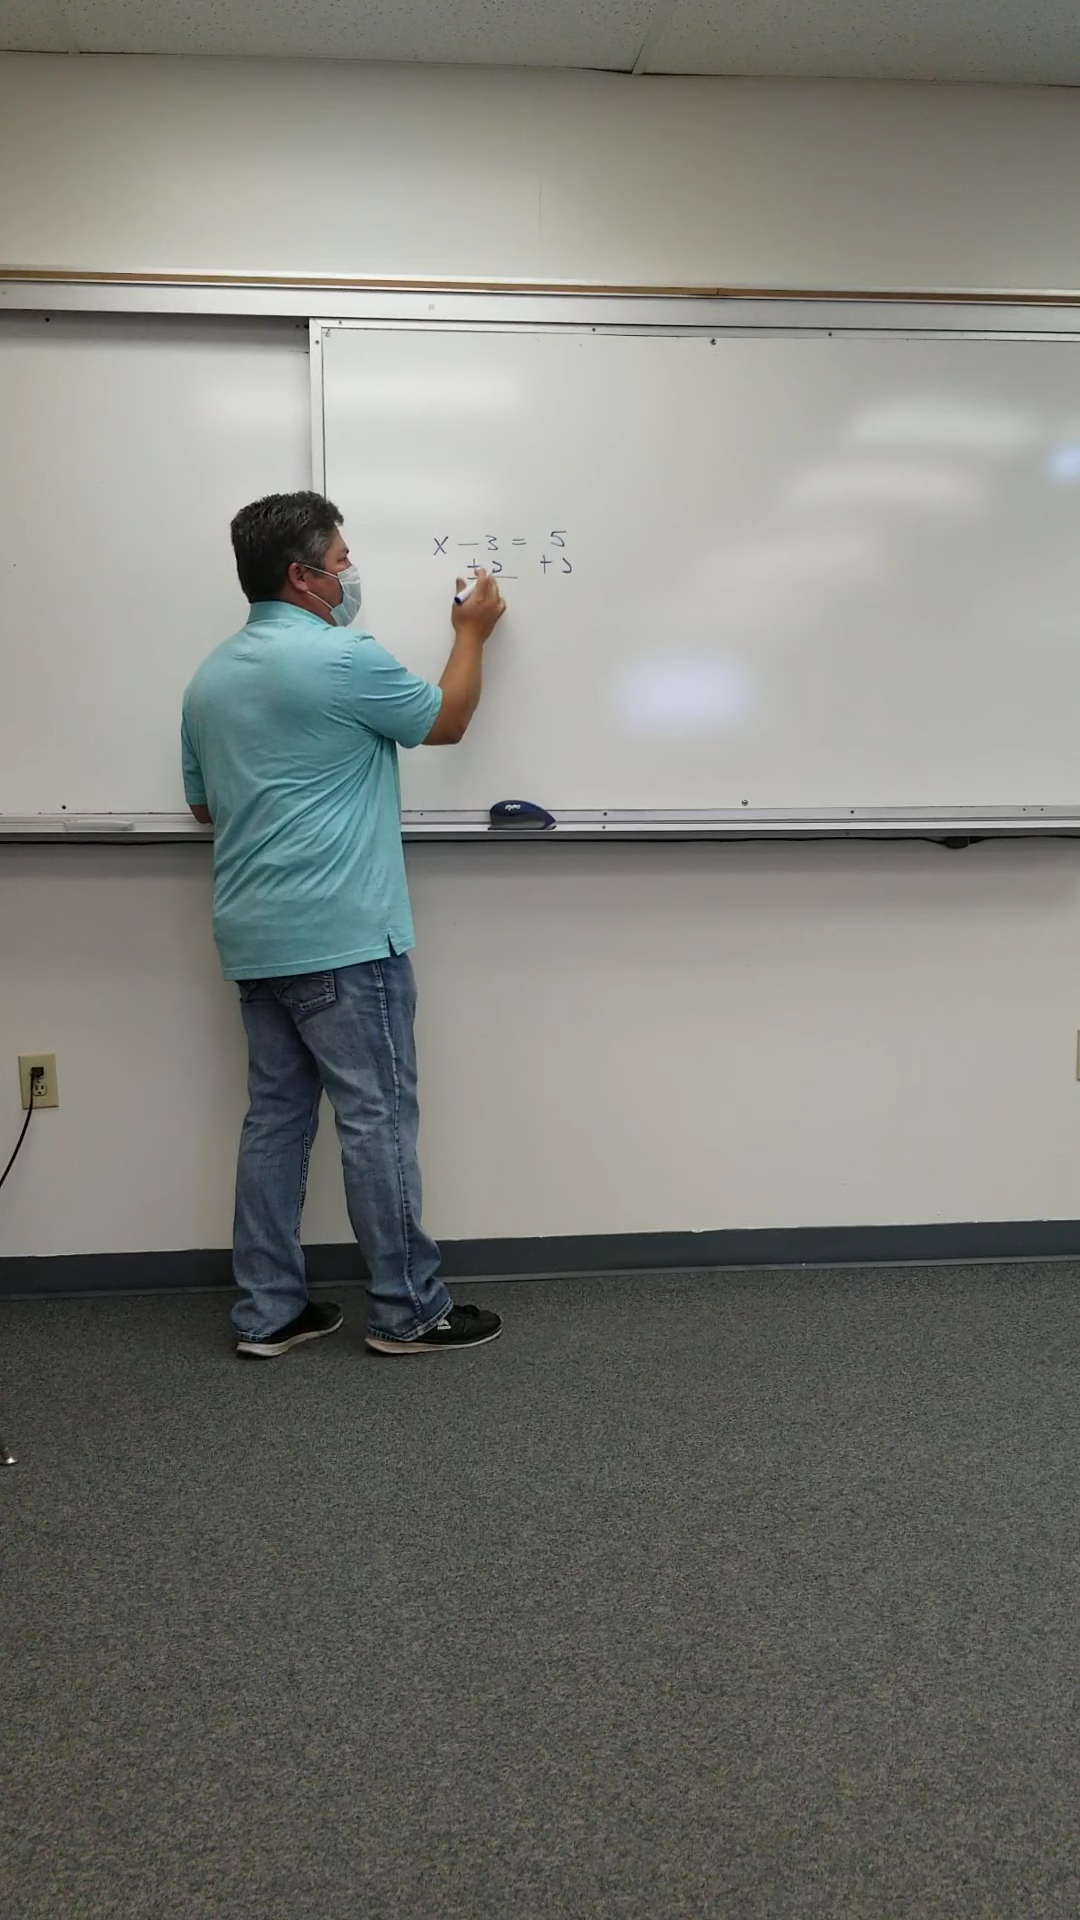 x - 3 = 5
+3 +3